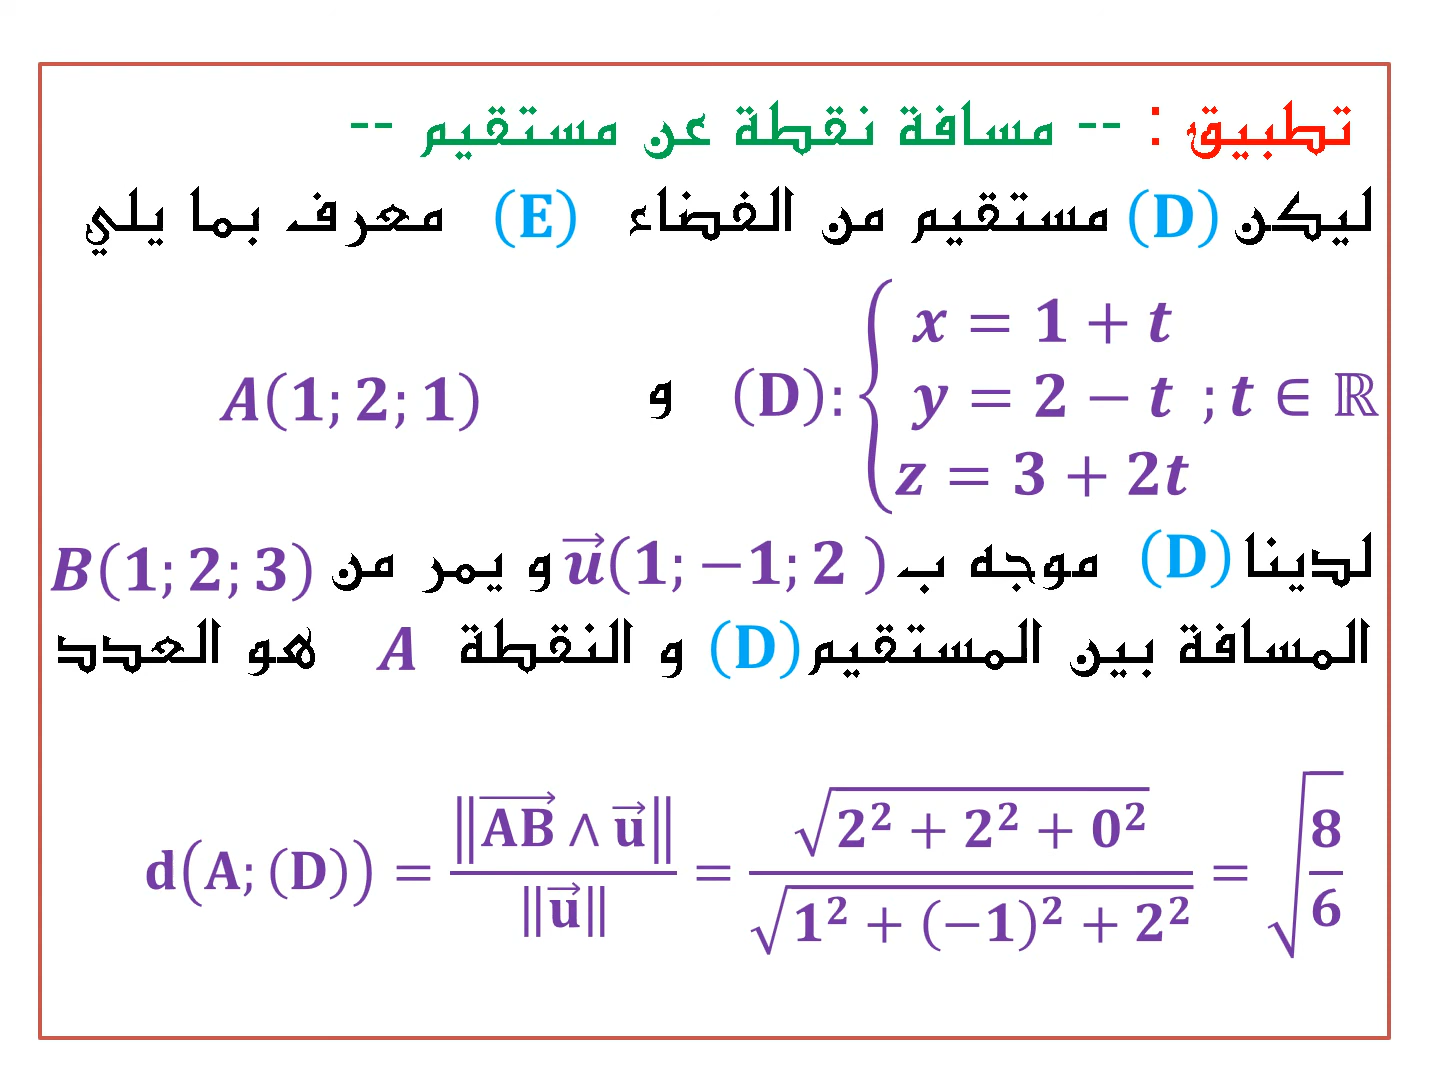 تطبيق : -- مسافة نقطة عن مستقيم --
ليكن (D) مستقيم من الفضاء (E) معرف بما يلي
(D): { x = 1 + t
y = 2 − t ; t ∈ ℝ
z = 3 + 2t
و A(1; 2; 1)
لدينا (D) موجه ب u⃗(1; −1; 2 ) و يمر من B(1; 2; 3)
المسافة بين المستقيم (D) و النقطة A هو العدد
d(A; (D)) = ‖AB⃗ ∧ u⃗‖ / ‖u⃗‖ = √(2² + 2² + 0²) / √(1² + (−1)² + 2²) = √(8/6)